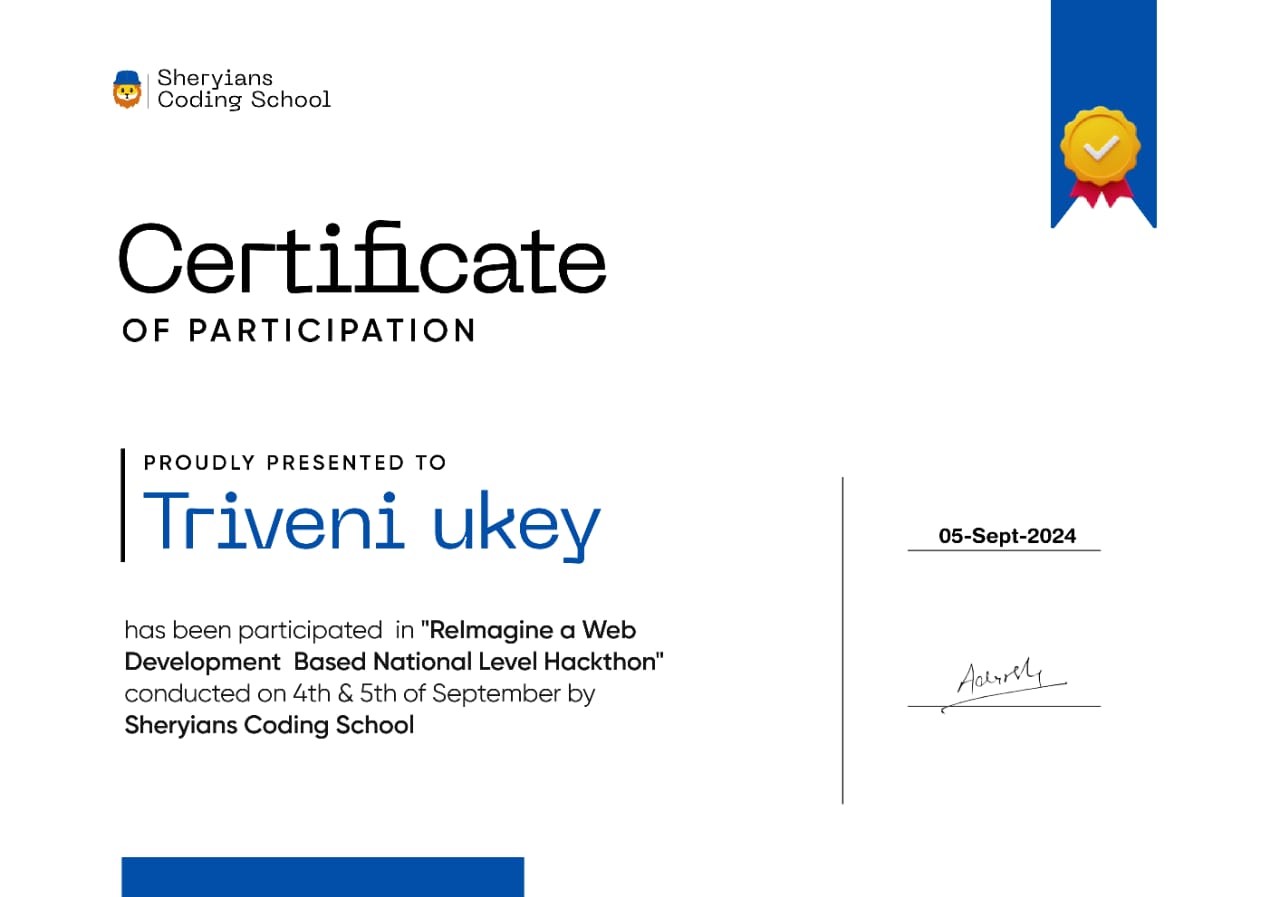 Sheryians
Coding School
Certificate
OF PARTICIPATION
PROUDLY PRESENTED TO
Triveni ukey
has been participated in "ReImagine a Web
Development Based National Level Hackthon"
conducted on 4th & 5th of September by
Sheryians Coding School
05-Sept-2024